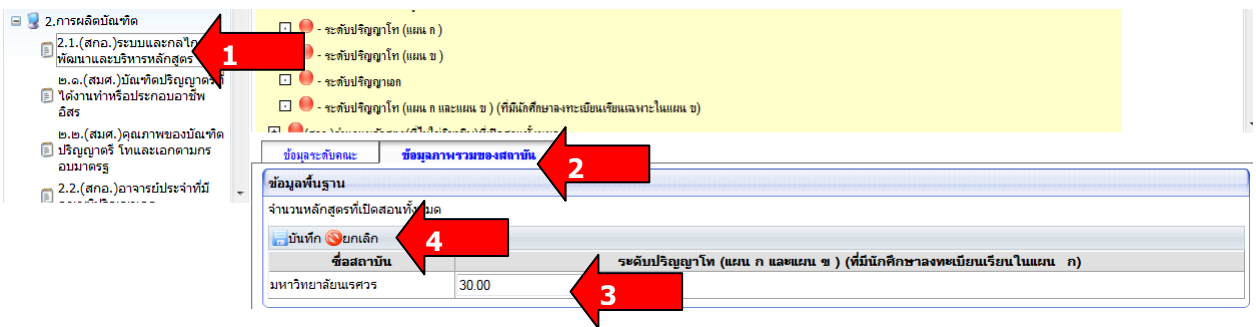 2.การผลิตบัณฑิต
2.1.(สกอ.)ระบบและกลไก
พัฒนาและบริหารหลักสูตร
๒.๑.(สมศ.)บัณฑิตปริญญาตรี
ได้งานทำหรือประกอบอาชีพ
อิสร
๒.๒.(สมศ.)คุณภาพของบัณฑิต
ปริญญาตรี โทและเอกตามกร
อบมาตรฐ
2.2.(สกอ.)อาจารย์ประจำที่มี
1
- ระดับปริญญาโท (แผน ก )
- ระดับปริญญาโท (แผน ข )
- ระดับปริญญาเอก
- ระดับปริญญาโท (แผน ก และแผน ข ) (ที่มีนักศึกษาลงทะเบียนเรียนเฉพาะในแผน ข)
ข้อมูลระดับคณะ ข้อมูลภาพรวมของสถาบัน
2
ข้อมูลพื้นฐาน
จำนวนหลักสูตรที่เปิดสอนทั้งหมด
บันทึก ยกเลิก
4
ชื่อสถาบัน ระดับปริญญาโท (แผน ก และแผน ข ) (ที่มีนักศึกษาลงทะเบียนเรียนในแผน ก)
มหาวิทยาลัยนเรศวร 30.00
3